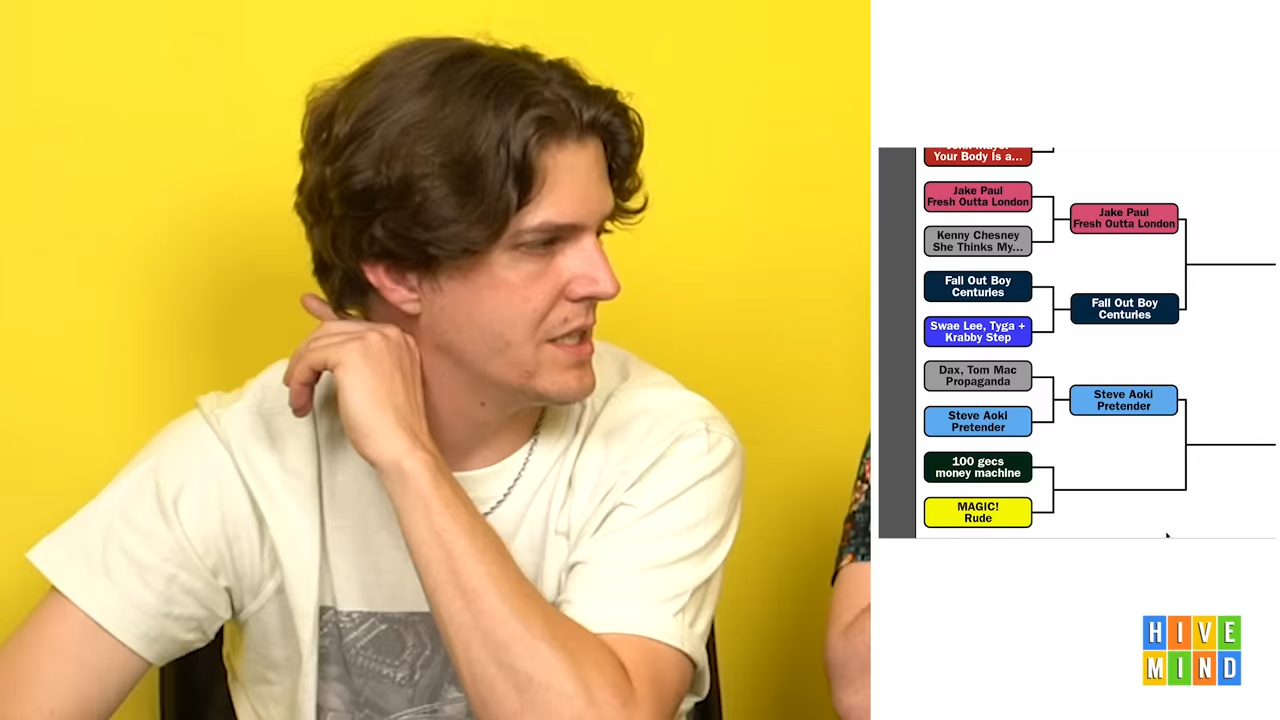 Your Body Is a...
Jake Paul
Fresh Outta London
Kenny Chesney
She Thinks My...
Fall Out Boy
Centuries
Swae Lee, Tyga +
Krabby Step
Dax, Tom Mac
Propaganda
Steve Aoki
Pretender
100 gecs
money machine
MAGIC!
Rude
Jake Paul
Fresh Outta London
Fall Out Boy
Centuries
Steve Aoki
Pretender
HIVE
MIND